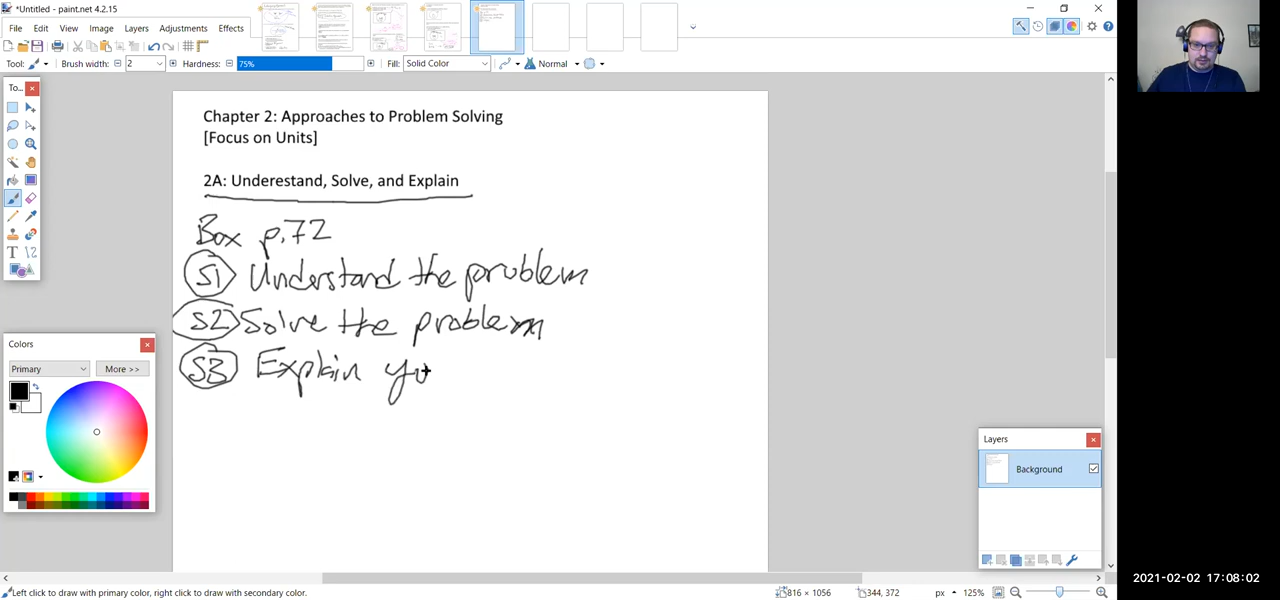 *Untitled - paint.net 4.2.15
File Edit View Image Layers Adjustments Effects
Tool: Brush width: 2 Hardness: 75% Fill: Solid Color Normal
To...
Chapter 2: Approaches to Problem Solving
[Focus on Units]
2A: Underestand, Solve, and Explain
Box p.72
S1 Understand the problem
S2 Solve the problem
S3 Explain yo
Colors
Primary More >>
Layers
Background
Left click to draw with primary color, right click to draw with secondary color. 816 × 1056 344, 372 px 125%
2021-02-02 17:08:02